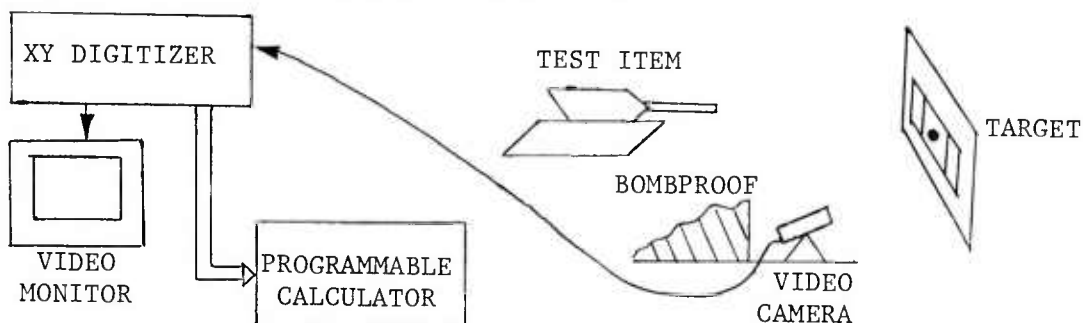 XY DIGITIZER
TEST ITEM
TARGET
BOMBPROOF
VIDEO
MONITOR
PROGRAMMABLE
CALCULATOR
VIDEO
CAMERA